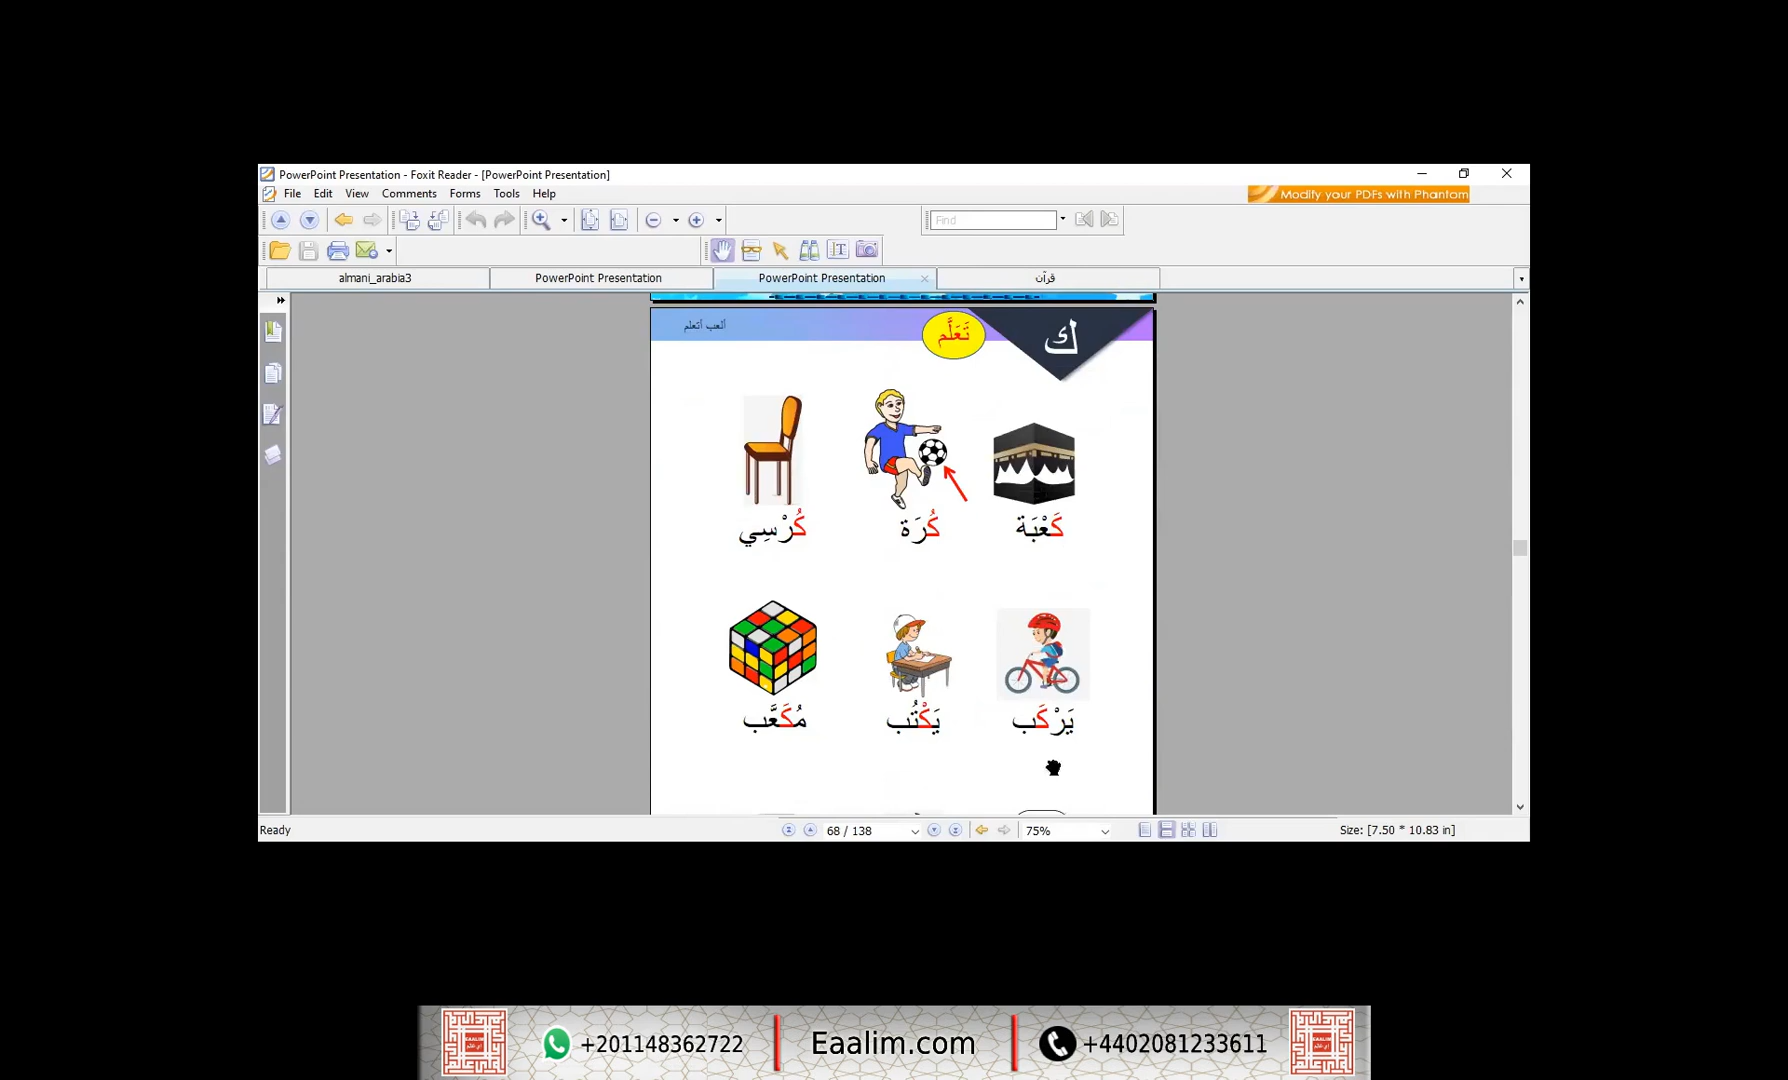 PowerPoint Presentation - Foxit Reader - [PowerPoint Presentation]
Modify your PDFs with Phantom
File Edit View Comments Forms Tools Help
Find
almani_arabia3 PowerPoint Presentation PowerPoint Presentation قرآن
ك تَعَلَّم ألعب أتعلم
كَعْبَة كُرَة كُرْسِي
يَرْكَب يَكْتُب مُكَعَّب
Ready 68 / 138 75% Size: [7.50 * 10.83 in]
+201148362722 Eaalim.com +4402081233611